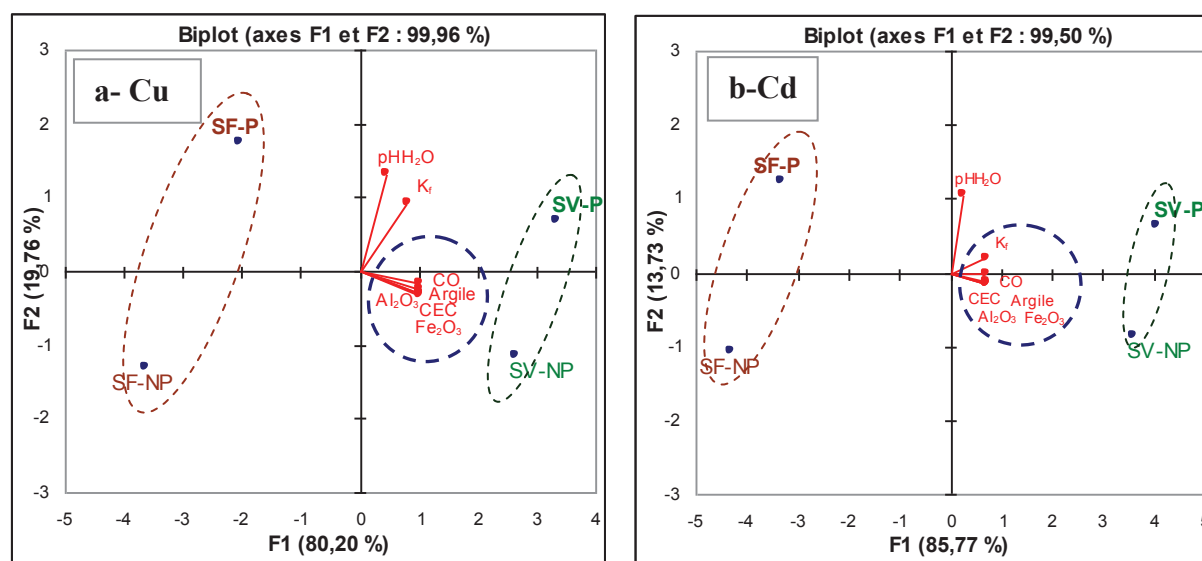 Biplot (axes F1 et F2 : 99,96 %)
a- Cu
3
2
1
0
-1
-2
-3
F2 (19,76 %)
SF-P
pHH₂O
K𝒇
SV-P
CO
Al₂O₃ Argile
CEC
Fe₂O₃
SF-NP
SV-NP
-5 -4 -3 -2 -1 0 1 2 3 4
F1 (80,20 %)
Biplot (axes F1 et F2 : 99,50 %)
b-Cd
3
2
1
0
-1
-2
-3
F2 (13,73 %)
SF-P
pHH₂O
SV-P
K𝒇
CO
CEC Argile
Al₂O₃ Fe₂O₃
SF-NP
SV-NP
-5 -4 -3 -2 -1 0 1 2 3 4 5
F1 (85,77 %)